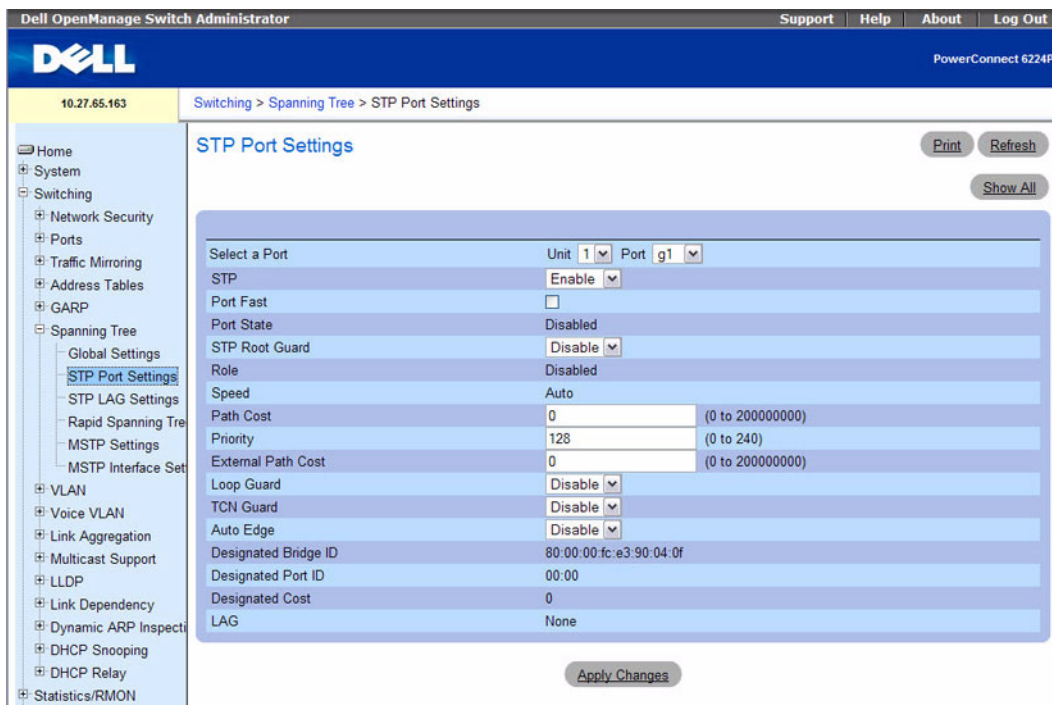 Dell OpenManage Switch Administrator Support Help About Log Out
DELL PowerConnect 6224P
10.27.65.163 Switching > Spanning Tree > STP Port Settings
Home
System
Switching
Network Security
Ports
Traffic Mirroring
Address Tables
GARP
Spanning Tree
Global Settings
STP Port Settings
STP LAG Settings
Rapid Spanning Tre
MSTP Settings
MSTP Interface Set
VLAN
Voice VLAN
Link Aggregation
Multicast Support
LLDP
Link Dependency
Dynamic ARP Inspecti
DHCP Snooping
DHCP Relay
Statistics/RMON
STP Port Settings Print Refresh
Show All
Select a Port Unit 1 Port g1
STP Enable
Port Fast
Port State Disabled
STP Root Guard Disable
Role Disabled
Speed Auto
Path Cost 0 (0 to 200000000)
Priority 128 (0 to 240)
External Path Cost 0 (0 to 200000000)
Loop Guard Disable
TCN Guard Disable
Auto Edge Disable
Designated Bridge ID 80:00:00:fc:e3:90:04:0f
Designated Port ID 00:00
Designated Cost 0
LAG None
Apply Changes